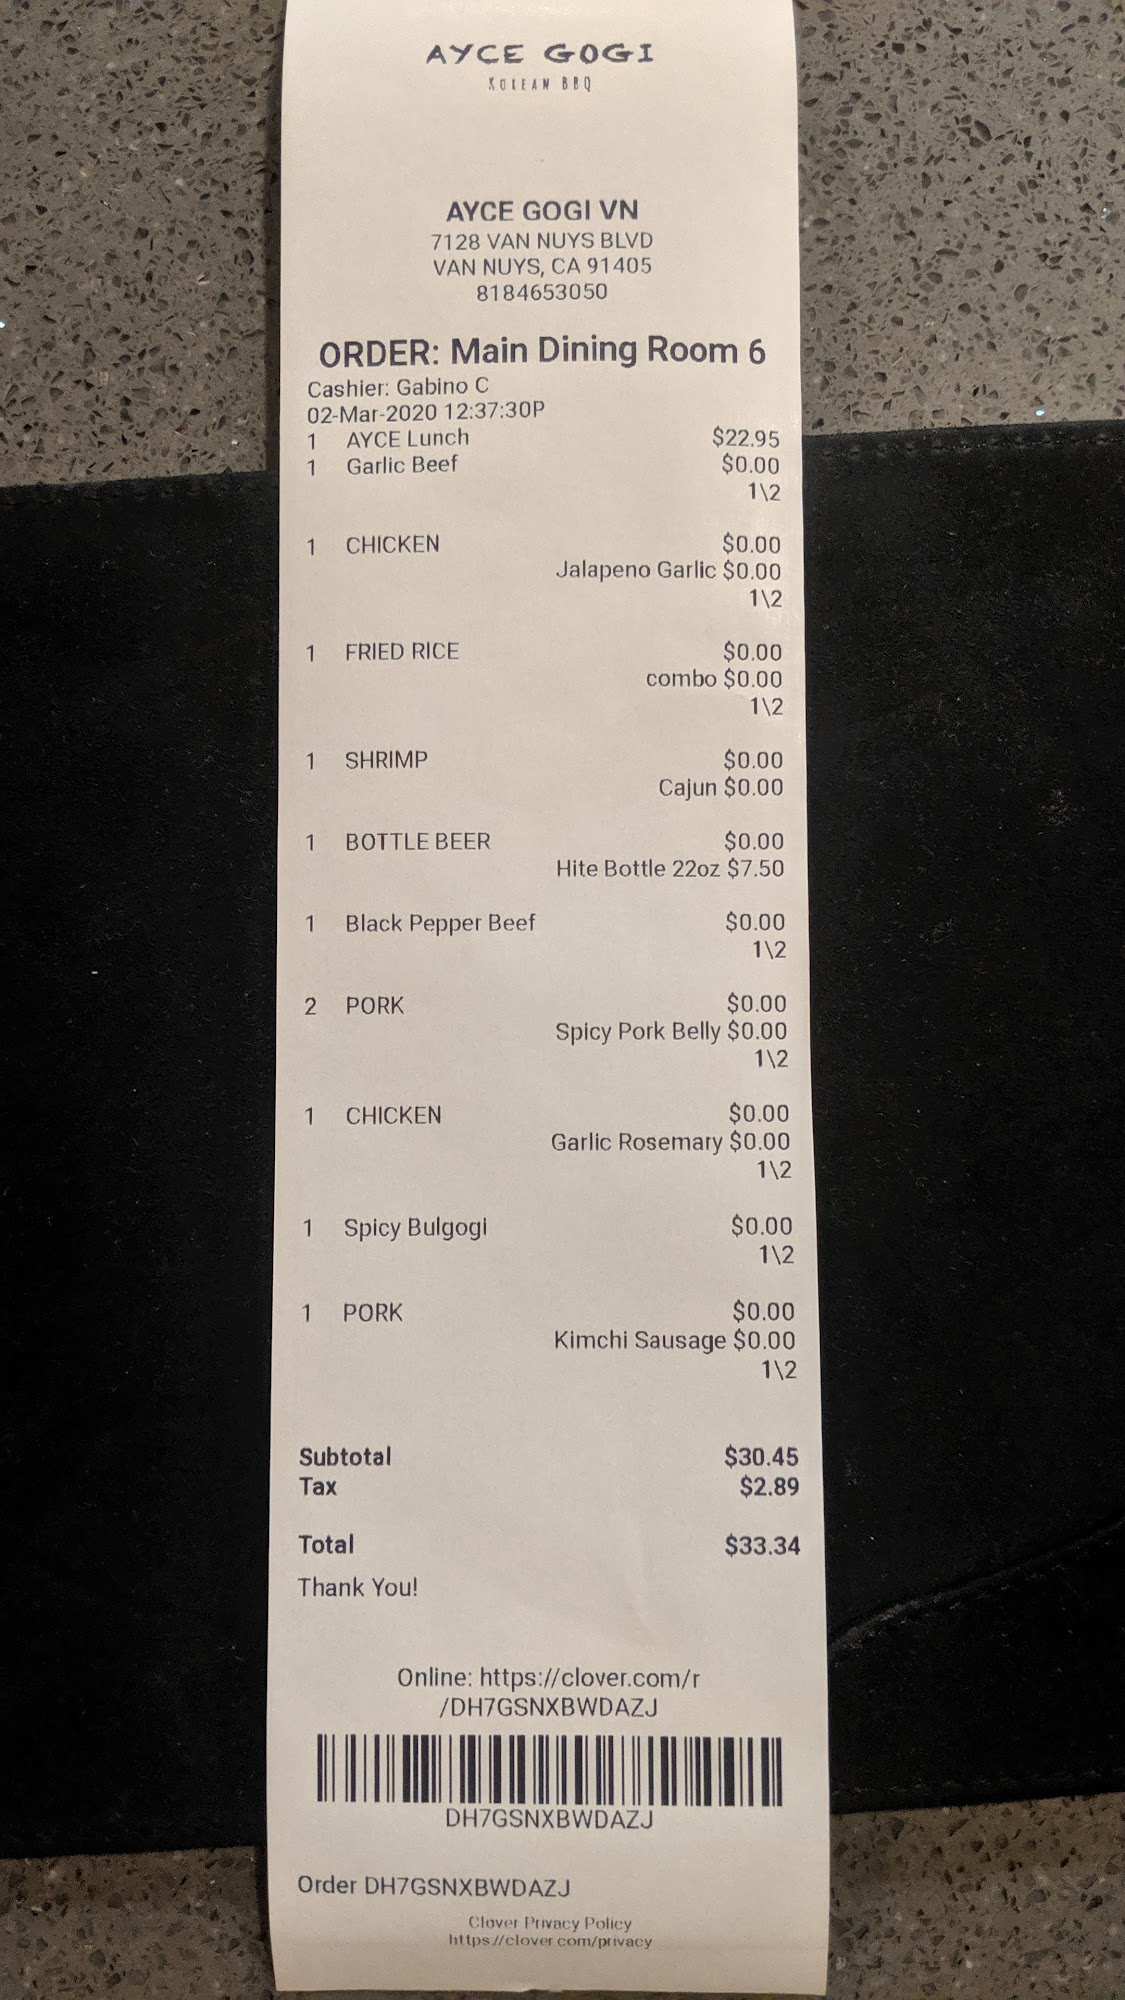 AYCE GOGI
KOREAN BBQ
AYCE GOGI VN
7128 VAN NUYS BLVD
VAN NUYS, CA 91405
8184653050
ORDER: Main Dining Room 6
Cashier: Gabino C
02-Mar-2020 12:37:30P
1 AYCE Lunch $22.95
1 Garlic Beef $0.00
1\2
1 CHICKEN $0.00
Jalapeno Garlic $0.00
1\2
1 FRIED RICE $0.00
combo $0.00
1\2
1 SHRIMP $0.00
Cajun $0.00
1 BOTTLE BEER $0.00
Hite Bottle 22oz $7.50
1 Black Pepper Beef $0.00
1\2
2 PORK $0.00
Spicy Pork Belly $0.00
1\2
1 CHICKEN $0.00
Garlic Rosemary $0.00
1\2
1 Spicy Bulgogi $0.00
1\2
1 PORK $0.00
Kimchi Sausage $0.00
1\2
Subtotal $30.45
Tax $2.89
Total $33.34
Thank You!
Online: https://clover.com/r
/DH7GSNXBWDAZJ
DH7GSNXBWDAZJ
Order DH7GSNXBWDAZJ
Clover Privacy Policy
https://clover.com/privacy